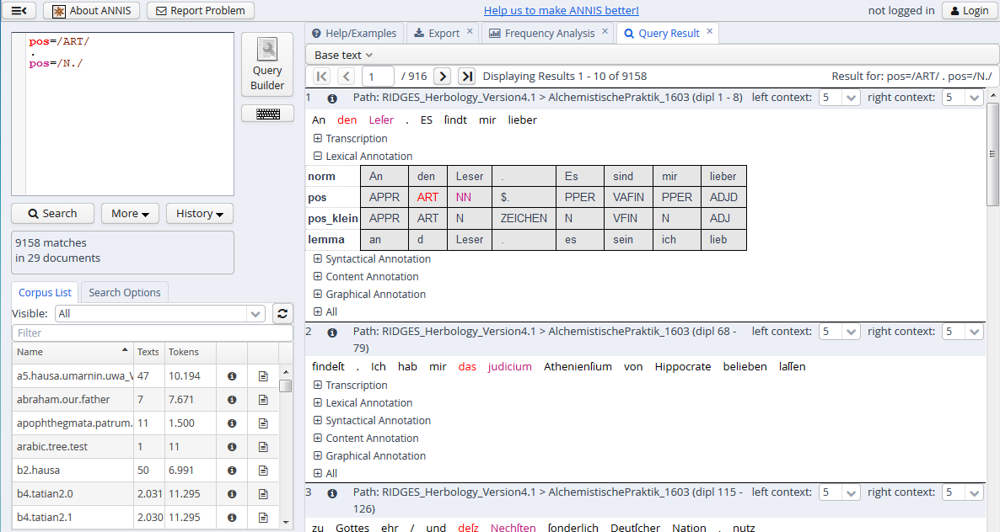 About ANNIS
Report Problem
Help us to make ANNIS better!
not logged in
Login
pos=/ART/
.
pos=/N./
Query
Builder
Search
More
History
9158 matches
in 29 documents
Corpus List
Search Options
Visible: All
Filter
Name Texts Tokens
a5.hausa.umarnin.uwa_V 47 10.194
abraham.our.father 7 7.671
apophthegmata.patrum. 11 1.500
arabic.tree.test 1 11
b2.hausa 50 6.991
b4.tatian2.0 2.031 11.295
b4.tatian2.1 2.030 11.295
Help/Examples
Export
Frequency Analysis
Query Result
Base text
1 / 916 Displaying Results 1 - 10 of 9158 Result for: pos=/ART/ . pos=/N./
1 Path: RIDGES_Herbology_Version4.1 > AlchemistischePraktik_1603 (dipl 1 - 8) left context: 5 right context: 5
An den Leſer . ES ſindt mir lieber
Transcription
Lexical Annotation
norm An den Leser . Es sind mir lieber
pos APPR ART NN $. PPER VAFIN PPER ADJD
pos_klein APPR ART N ZEICHEN N VFIN N ADJ
lemma an d Leser . es sein ich lieb
Syntactical Annotation
Content Annotation
Graphical Annotation
All
2 Path: RIDGES_Herbology_Version4.1 > AlchemistischePraktik_1603 (dipl 68 - left context: 5 right context: 5
79)
findeſt . Ich hab mir das judicium Athenienſium von Hippocrate belieben laſſen
Transcription
Lexical Annotation
Syntactical Annotation
Content Annotation
Graphical Annotation
All
3 Path: RIDGES_Herbology_Version4.1 > AlchemistischePraktik_1603 (dipl 115 - left context: 5 right context: 5
126)
zu Gottes ehr / und deſz Nechſten ſonderlich Deutſcher Nation . nutz